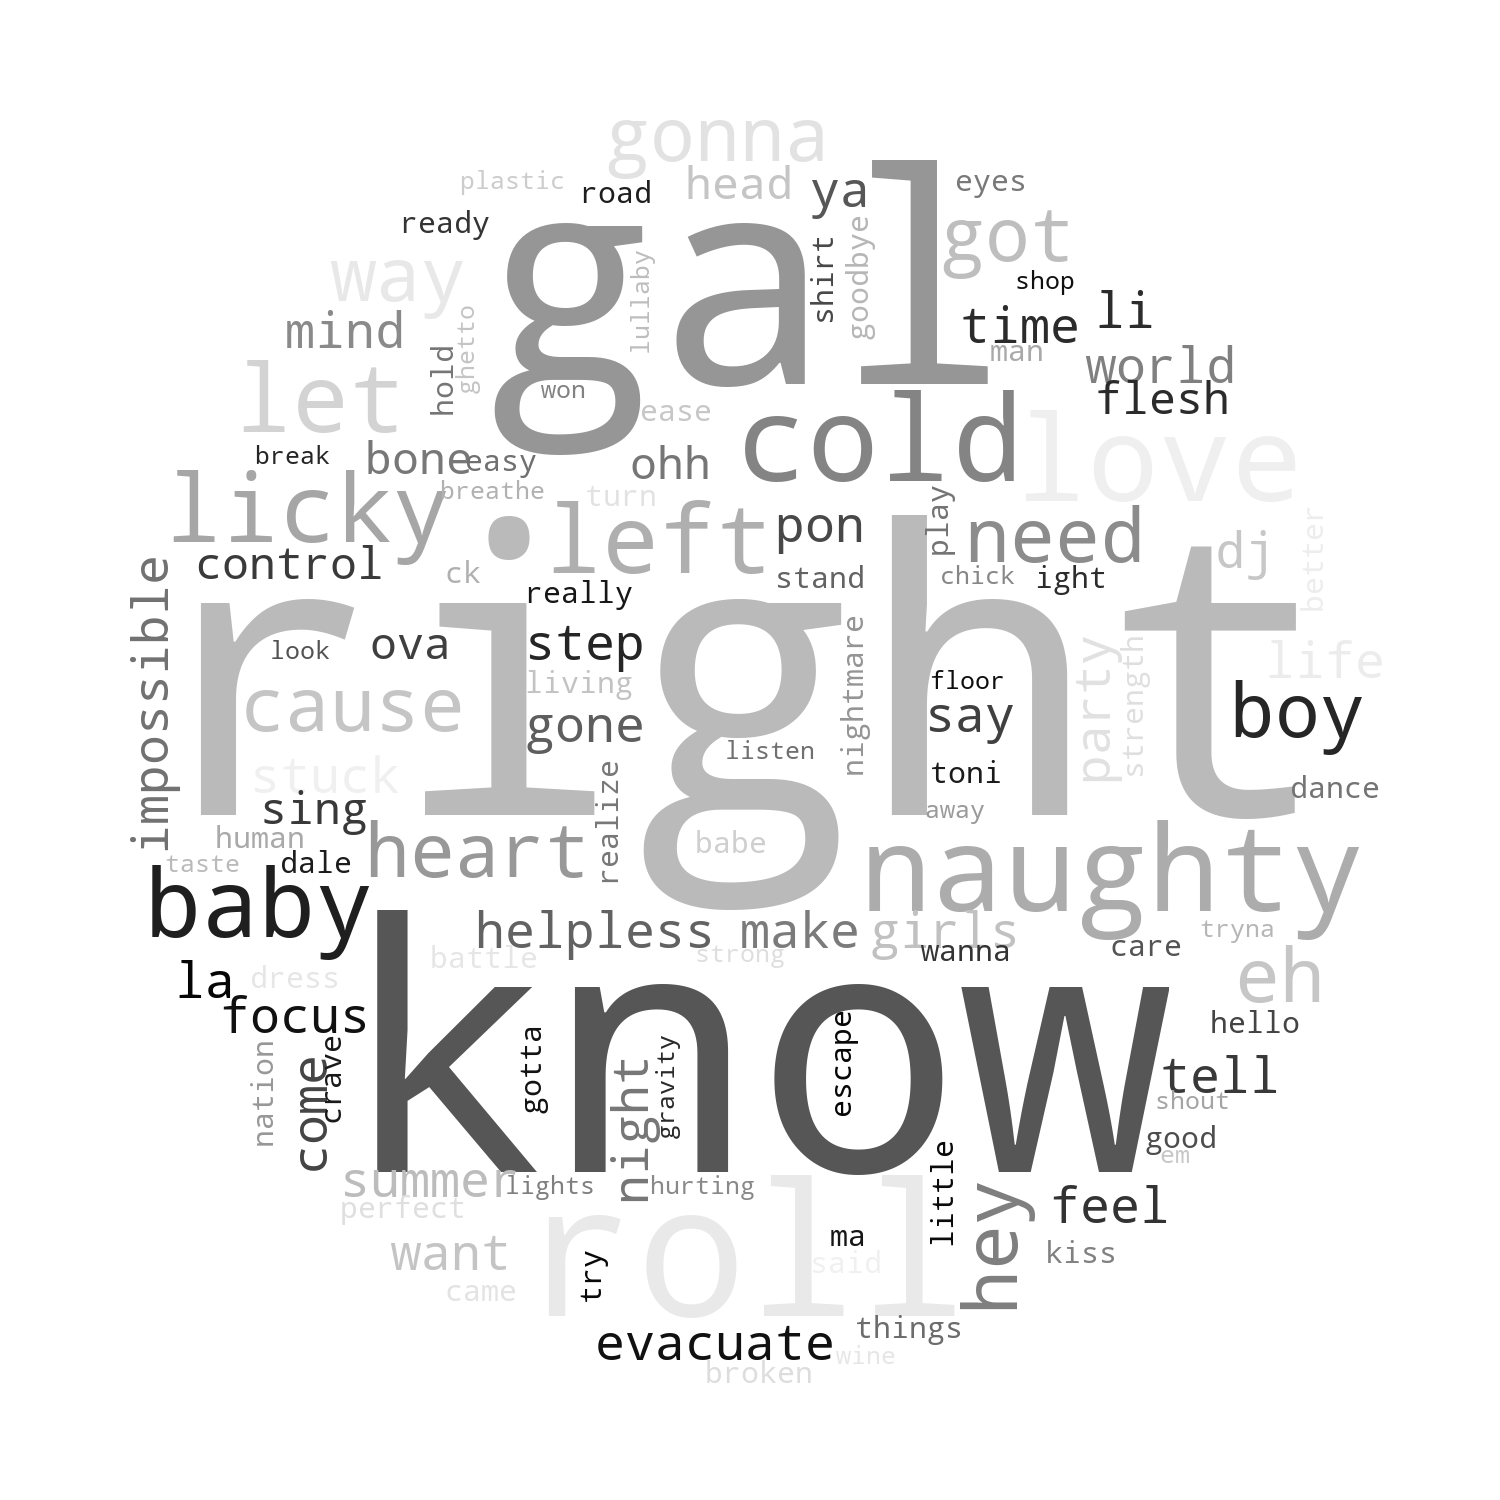 gonna
plastic
road
head
ya
eyes
ready
gal
got
way
shirt
goodbye
lullaby
shop
mind
hold
ghetto
time
li
man
world
let
won
ease
flesh
break
bone
easy
ohh
cold
love
licky
breathe
turn
left
pon
play
need
dj
better
control
ck
really
stand
chick
ight
impossible
right
look
ova
step
living
nightmare
floor
party
strength
life
cause
gone
listen
say
boy
stuck
realize
toni
dance
sing
away
human
heart
babe
naughty
taste
dale
baby
helpless
make
girls
wanna
care
tryna
battle
strong
la
dress
eh
focus
know
hello
nation
come
crave
gotta
night
gravity
escape
tell
shout
good
em
summer
lights
hurting
little
hey
feel
perfect
roll
want
try
ma
said
kiss
came
evacuate
things
broken
wine